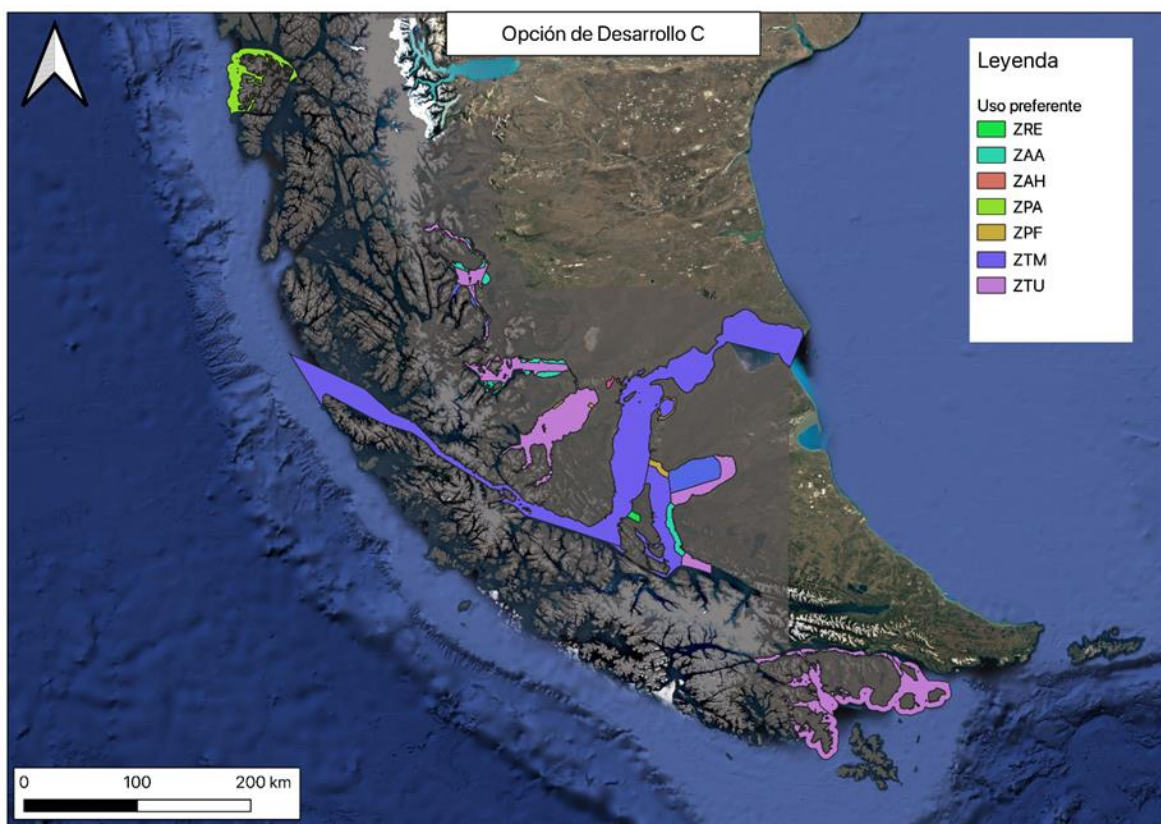 Opción de Desarrollo C
Leyenda
Uso preferente
ZRE
ZAA
ZAH
ZPA
ZPF
ZTM
ZTU
0 100 200 km